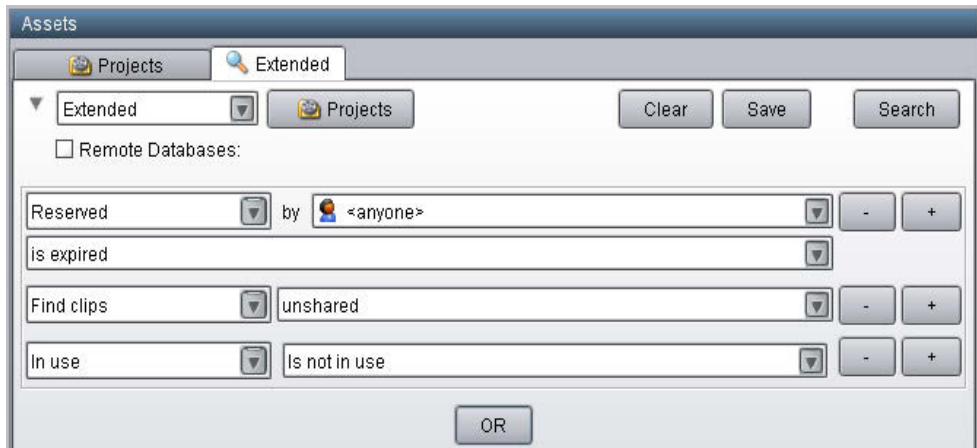 Assets
Projects Extended
Extended Projects Clear Save Search
Remote Databases:
Reserved by <anyone> - +
is expired
Find clips unshared - +
In use Is not in use - +
OR